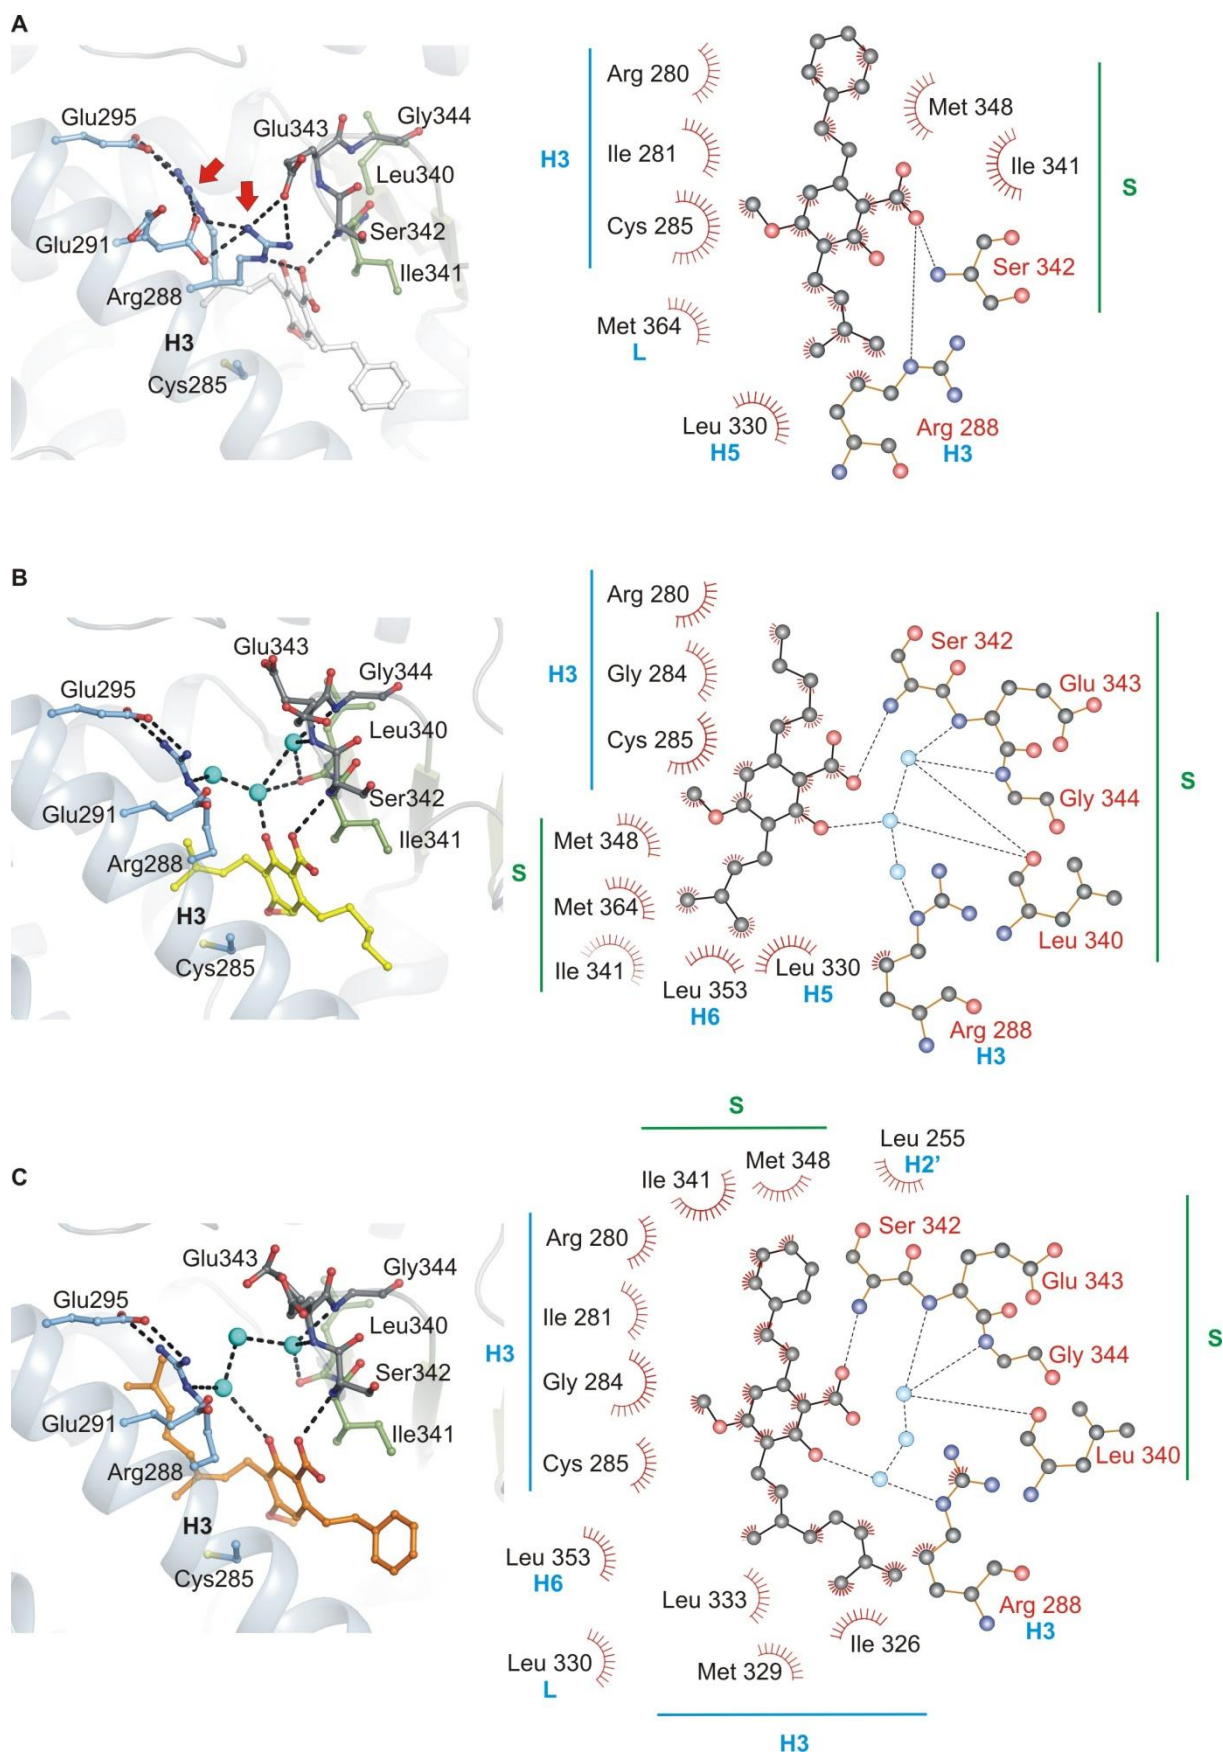 A
Glu295
Glu343
Gly344
Leu340
Glu291
Ser342
Arg288
Ile341
H3
Cys285
Arg 280
Met 348
H3
Ile 281
Ile 341
S
Cys 285
Ser 342
Met 364
L
Leu 330
H5
Arg 288
H3
B
Glu343
Gly344
Glu295
Leu340
Glu291
Ser342
Arg288
Ile341
H3
Cys285
Arg 280
Ser 342
H3
Gly 284
Glu 343
Cys 285
Gly 344
S
Met 348
S
Met 364
Leu 340
Ile 341
Leu 353
H6
Leu 330
H5
Arg 288
H3
C
Glu343
Gly344
Glu295
Leu340
Ser342
Glu291
Ile341
Arg288
H3
Cys285
S
Leu 255
H2’
Met 348
Ile 341
Arg 280
Ser 342
Glu 343
Ile 281
H3
Gly 344
S
Gly 284
Cys 285
Leu 340
Leu 353
H6
Leu 333
Arg 288
H3
Ile 326
Leu 330
L
Met 329
H3